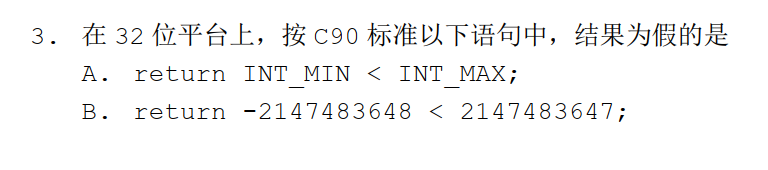 3. 在 32 位平台上，按 C90 标准以下语句中，结果为假的是
A. return INT_MIN < INT_MAX;
B. return -2147483648 < 2147483647;